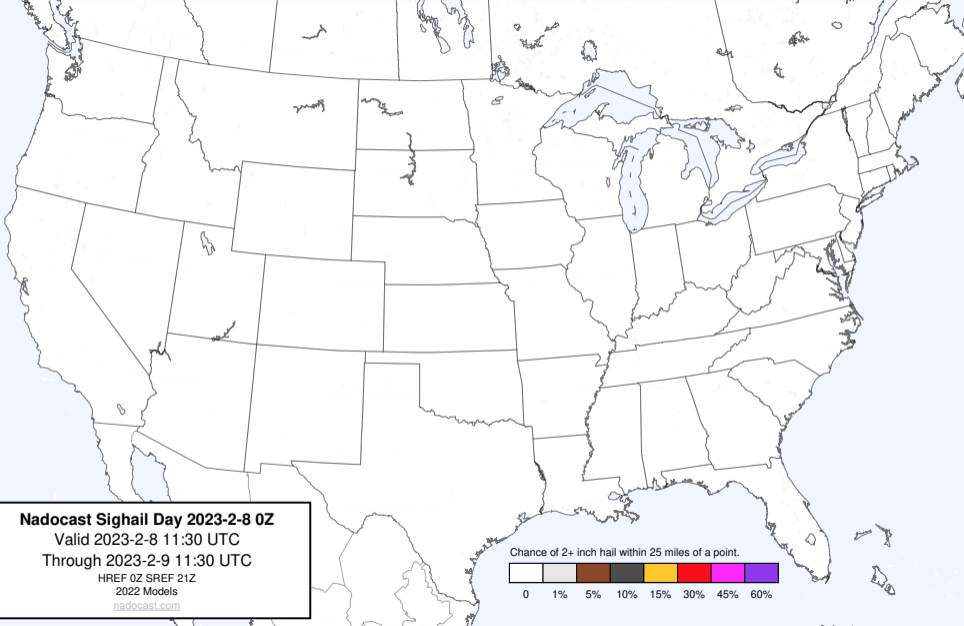 Nadocast Sighail Day 2023-2-8 0Z
Valid 2023-2-8 11:30 UTC
Through 2023-2-9 11:30 UTC
HREF 0Z SREF 21Z
2022 Models
nadocast.com
Chance of 2+ inch hail within 25 miles of a point.
0 1% 5% 10% 15% 30% 45% 60%